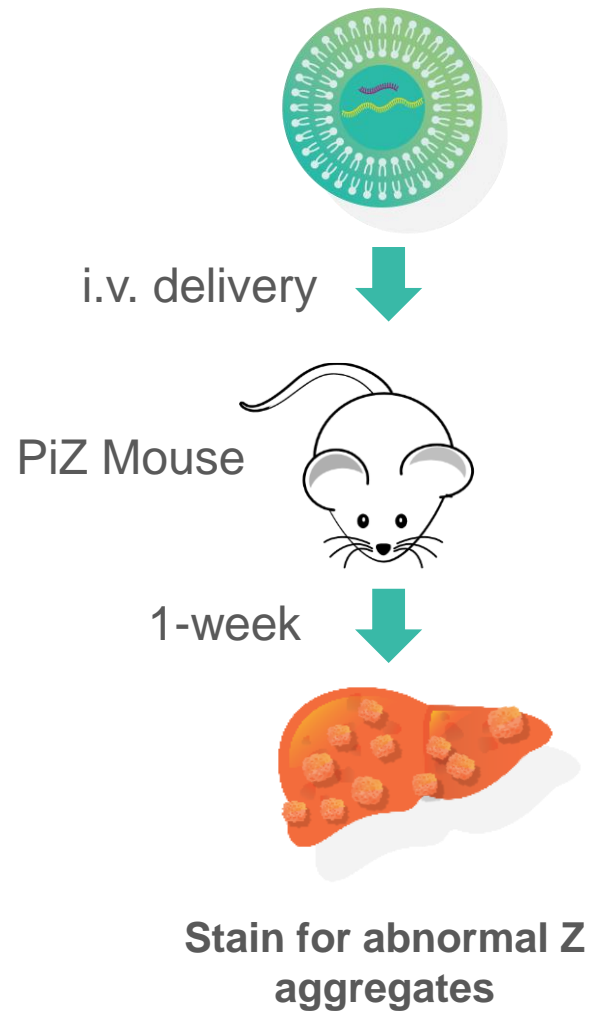 i.v. delivery
PiZ Mouse
1-week
Stain for abnormal Z
aggregates